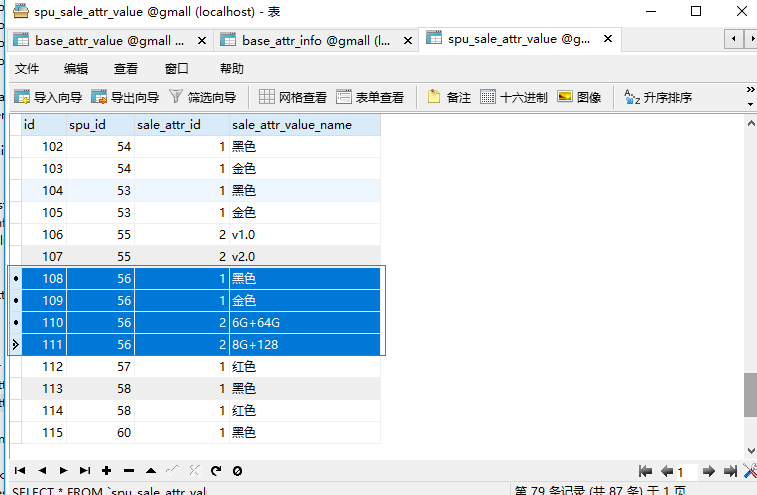 spu_sale_attr_value @gmall (localhost) - 表
base_attr_value @gmall ... base_attr_info @gmall (l... spu_sale_attr_value @g...
文件 编辑 查看 窗口 帮助
导入向导 导出向导 筛选向导 网格查看 表单查看 备注 十六进制 图像 升序排序
id spu_id sale_attr_id sale_attr_value_name
102 54 1 黑色
103 54 1 金色
104 53 1 黑色
105 53 1 金色
106 55 2 v1.0
107 55 2 v2.0
108 56 1 黑色
109 56 1 金色
110 56 2 6G+64G
111 56 2 8G+128
112 57 1 红色
113 58 1 黑色
114 58 1 红色
115 60 1 黑色
1
SELECT * FROM `spu_sale_attr_val 第 79 条记录 (共 87 条) 于 1 页